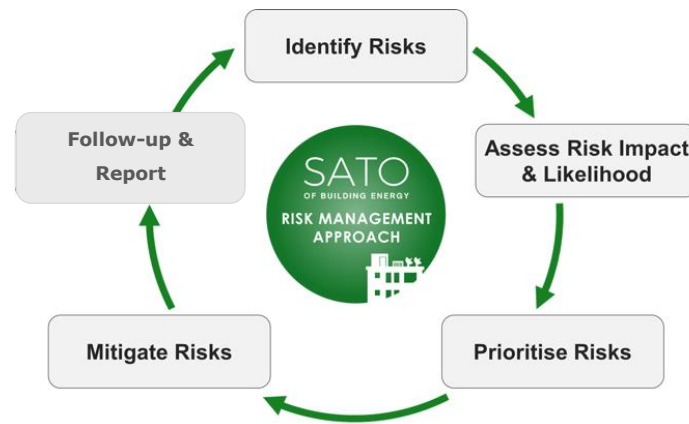 Identify Risks
Assess Risk Impact
& Likelihood
Prioritise Risks
Mitigate Risks
Follow-up &
Report
SATO
OF BUILDING ENERGY
RISK MANAGEMENT
APPROACH